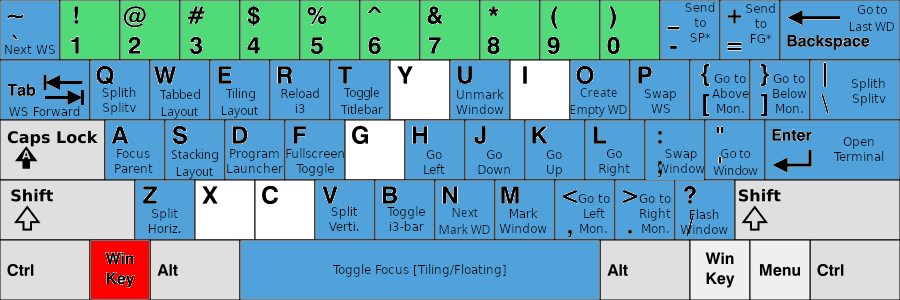 ~ ! @ # $ % ^ & * ( ) _ Send to SP* + Send to FG* Go to Last WD
` Next WS 1 2 3 4 5 6 7 8 9 0 - = Backspace
Tab WS Forward
Q Splith Splitv
W Tabbed Layout
E Tiling Layout
R Reload i3
T Toggle Titlebar
Y
U Unmark Window
I
O Create Empty WD
P Swap WS
{ [ Go to Above Mon.
} ] Go to Below Mon.
| \ Splith Splitv
Caps Lock A
A Focus Parent
S Stacking Layout
D Program Launcher
F Fullscreen Toggle
G
H Go Left
J Go Down
K Go Up
L Go Right
: ; Swap Window
" ' Go to Window
Enter Open Terminal
Shift
Z Split Horiz.
X
C
V Split Verti.
B Toggle i3-bar
N Next Mark WD
M Mark Window
< , Go to Left Mon.
> . Go to Right Mon.
? / Flash Window
Shift
Ctrl
Win Key
Alt
Toggle Focus [Tiling/Floating]
Alt
Win Key
Menu
Ctrl